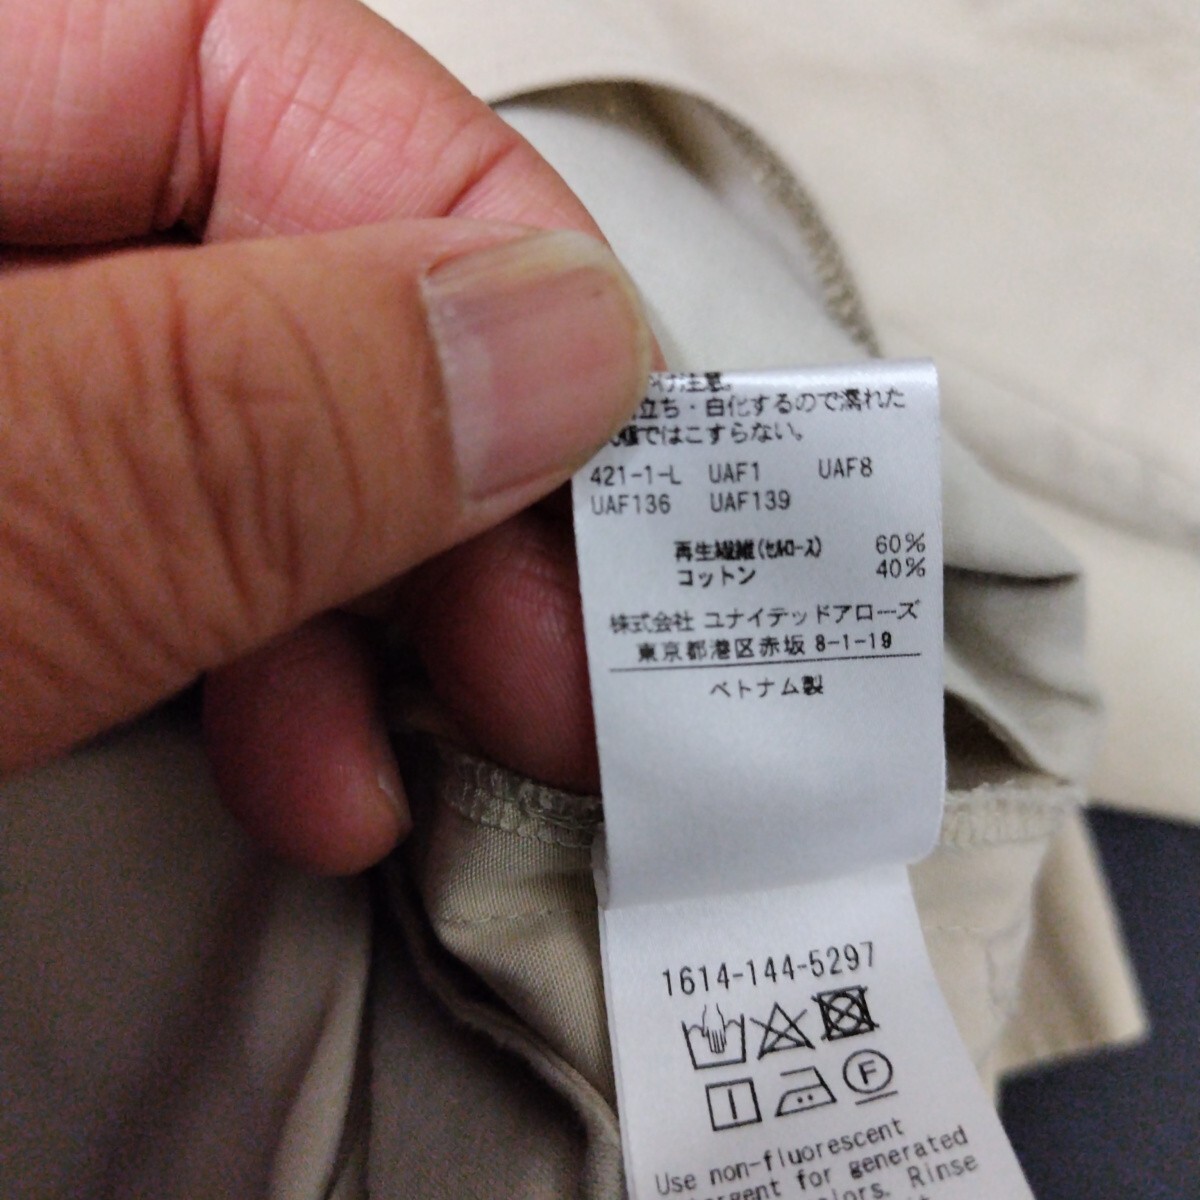 け注意。
立ち・白化するので濡れた
態ではこすらない。
421-1-L UAF1 UAF8
UAF136 UAF139
再生繊維(セルロース) 60%
コットン 40%
株式会社 ユナイテッドアローズ
東京都港区赤坂 8-1-19
ベトナム製
1614-144-5297
F
Use non-fluorescent
for generated
Rinse